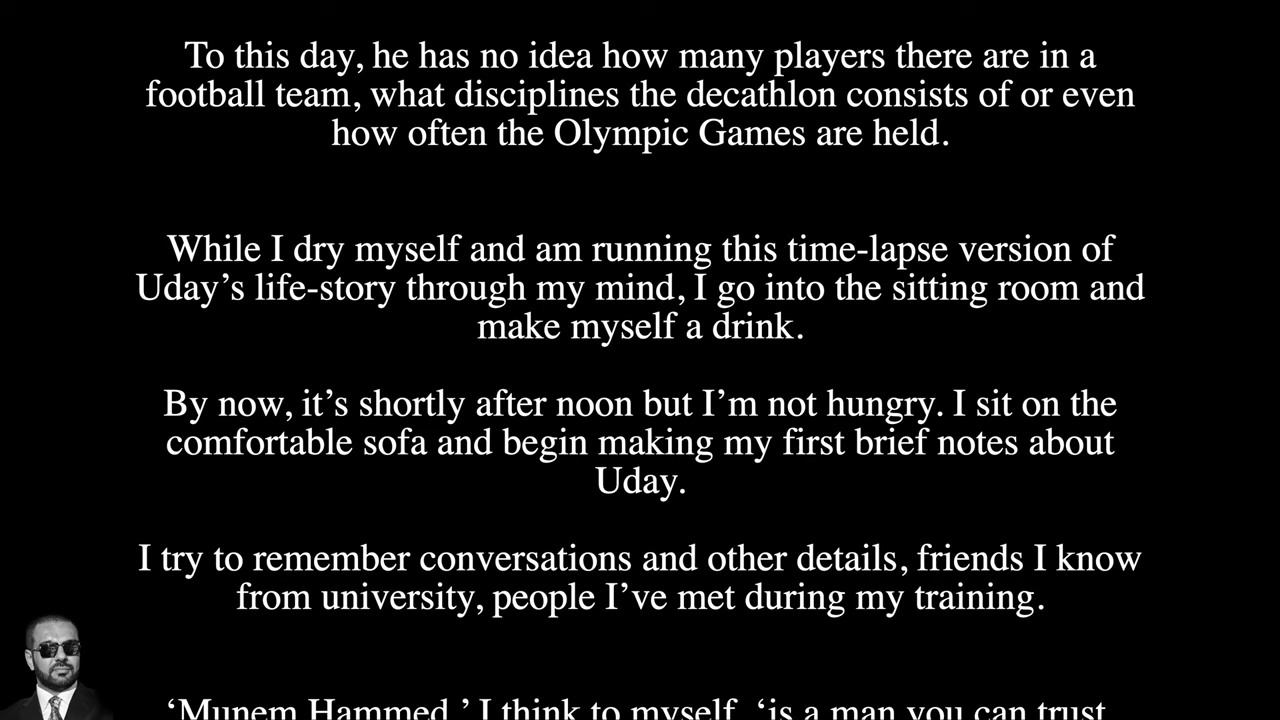 To this day, he has no idea how many players there are in a
football team, what disciplines the decathlon consists of or even
how often the Olympic Games are held.
While I dry myself and am running this time-lapse version of
Uday’s life-story through my mind, I go into the sitting room and
make myself a drink.
By now, it’s shortly after noon but I’m not hungry. I sit on the
comfortable sofa and begin making my first brief notes about
Uday.
I try to remember conversations and other details, friends I know
from university, people I’ve met during my training.
‘Munem Hammed,’ I think to myself, ‘is a man you can trust